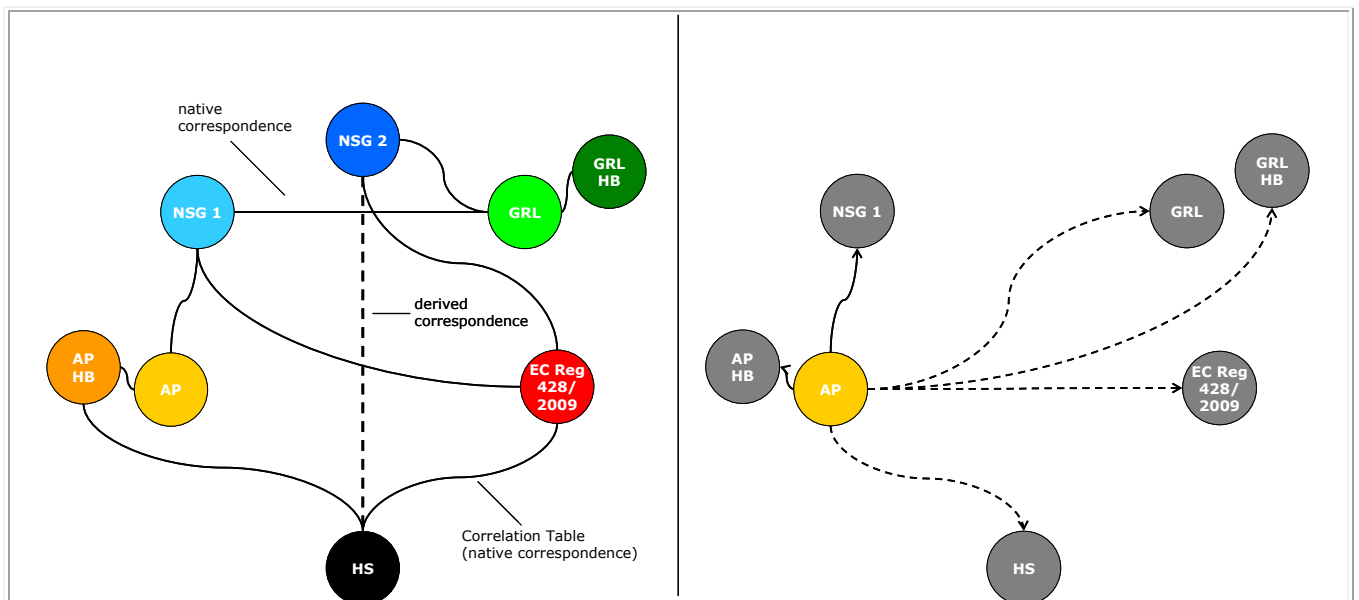 native
correspondence
NSG 2
GRL
HB
NSG 1
GRL
derived
correspondence
AP
HB
AP
EC Reg
428/
2009
Correlation Table
(native correspondence)
HS
GRL
HB
NSG 1
GRL
AP
HB
AP
EC Reg
428/
2009
HS